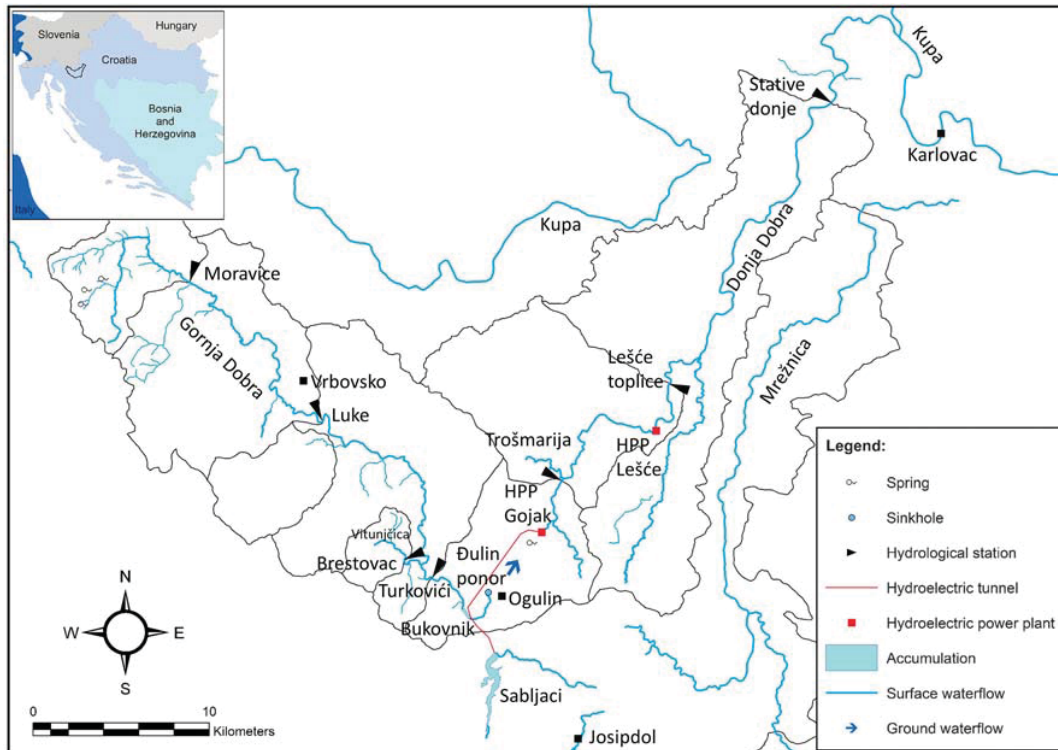 Hungary
Slovenia
Croatia
Bosnia
and
Herzegovina
Italy
Kupa
Stative
donje
Karlovac
Kupa
Donja Dobra
Moravice
Gornja Dobra
Vrbovsko
Luke
Lešće
toplice
Mrežnica
Trošmarija
HPP
Lešće
HPP
Gojak
Vitunjčica
Brestovac
Đulin
ponor
Turkovići
Ogulin
Bukovnik
Sabljaci
Josipdol
N
W
E
S
0
10
Kilometers
Legend:
Spring
Sinkhole
Hydrological station
Hydroelectric tunnel
Hydroelectric power plant
Accumulation
Surface waterflow
Ground waterflow